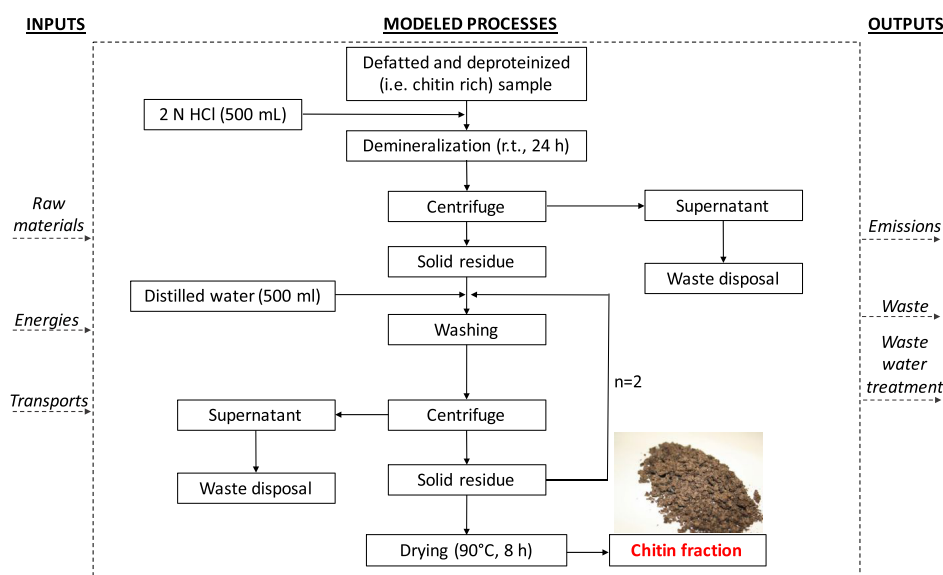 INPUTS
MODELED PROCESSES
OUTPUTS
Defatted and deproteinized
(i.e. chitin rich) sample
2 N HCl (500 mL)
Demineralization (r.t., 24 h)
Raw
materials
Centrifuge
Supernatant
Emissions
Solid residue
Waste disposal
Distilled water (500 ml)
Energies
Washing
Waste
Waste
water
treatment
n=2
Transports
Supernatant
Centrifuge
Waste disposal
Solid residue
Drying (90°C, 8 h)
Chitin fraction